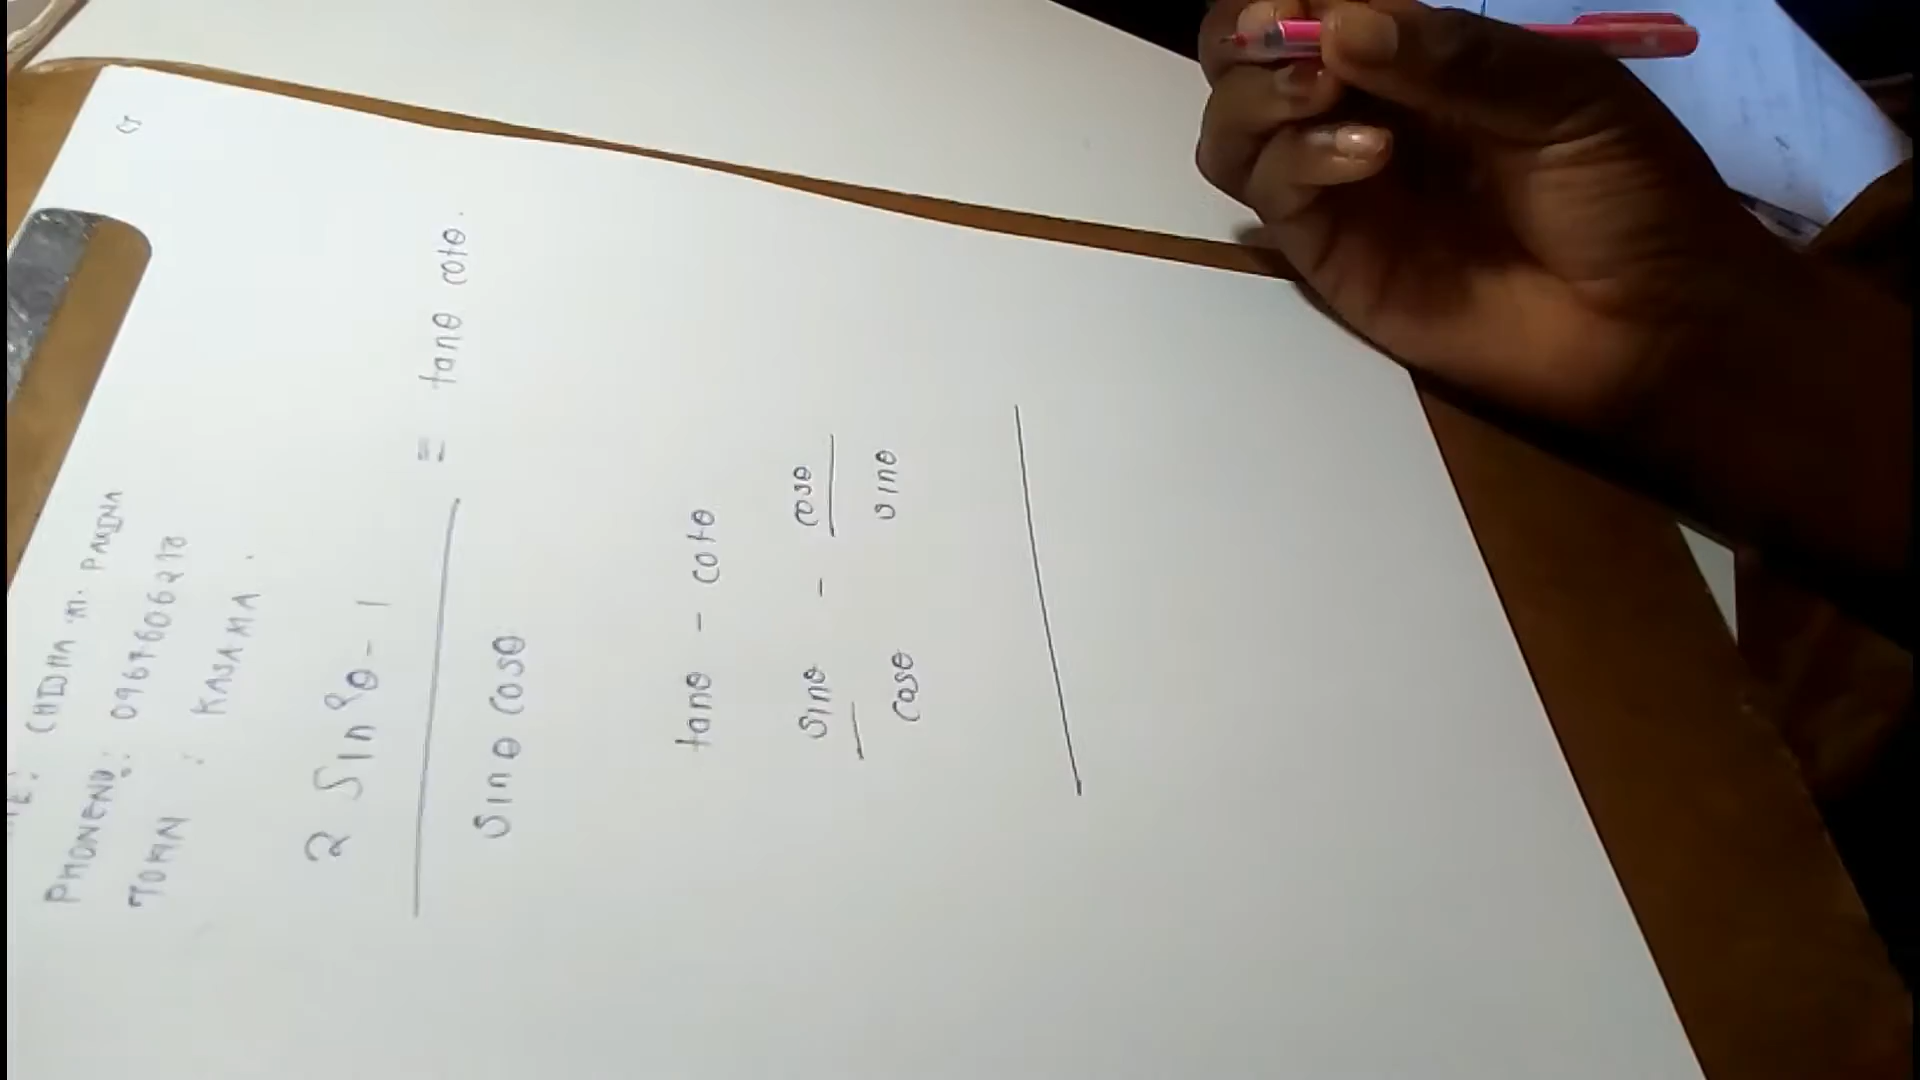 PHONENO: 0967606278
TOWN : KASAMA.
2 Sin²θ - 1
= tanθ cotθ.
Sinθ Cosθ
tanθ - cotθ
Sinθ - Cosθ
Cosθ Sinθ